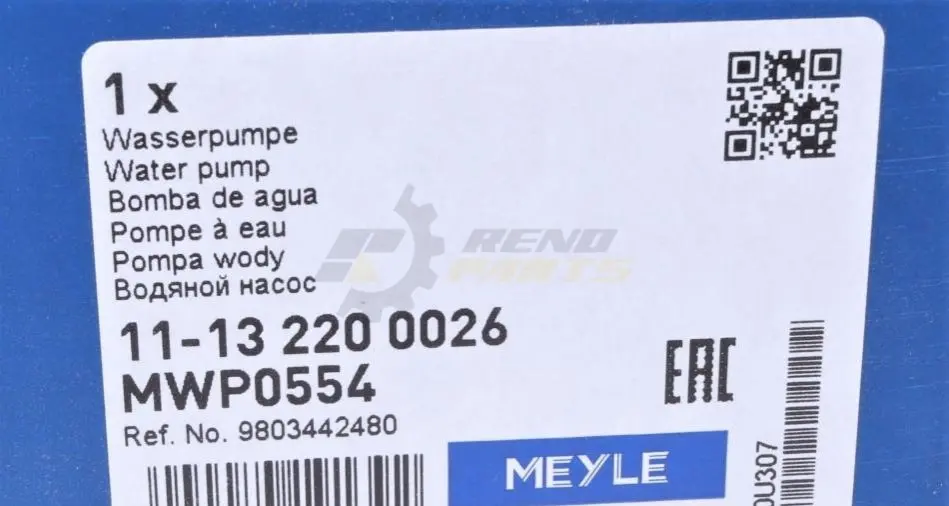 1 x
Wasserpumpe
Water pump
Bomba de agua
Pompe à eau
Pompa wody
Водяной насос
RENO
PARTS
11-13 220 0026
MWP0554
Ref. No. 9803442480
EAC
MEYLE
0U307